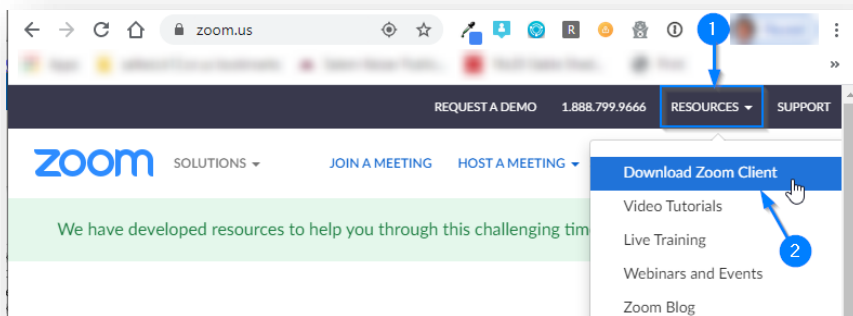 zoom.us
R
1
REQUEST A DEMO 1.888.799.9666 RESOURCES SUPPORT
zoom SOLUTIONS JOIN A MEETING HOST A MEETING
Download Zoom Client
We have developed resources to help you through this challenging tim
Video Tutorials
Live Training
2
Webinars and Events
Zoom Blog